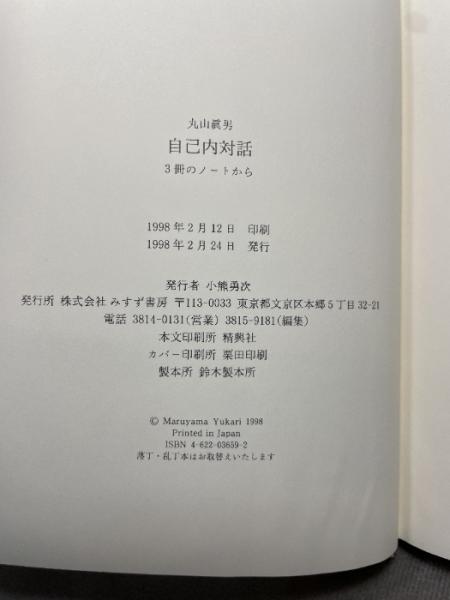 丸山眞男
自己内対話
3冊のノートから
1998年2月12日 印刷
1998年2月24日 発行
発行者 小熊勇次
発行所 株式会社 みすず書房 〒113-0033 東京都文京区本郷5丁目32-21
電話 3814-0131(営業) 3815-9181(編集)
本文印刷所 精興社
カバー印刷所 栗田印刷
製本所 鈴木製本所
© Maruyama Yukari 1998
Printed in Japan
ISBN 4-622-03659-2
落丁・乱丁本はお取替えいたします